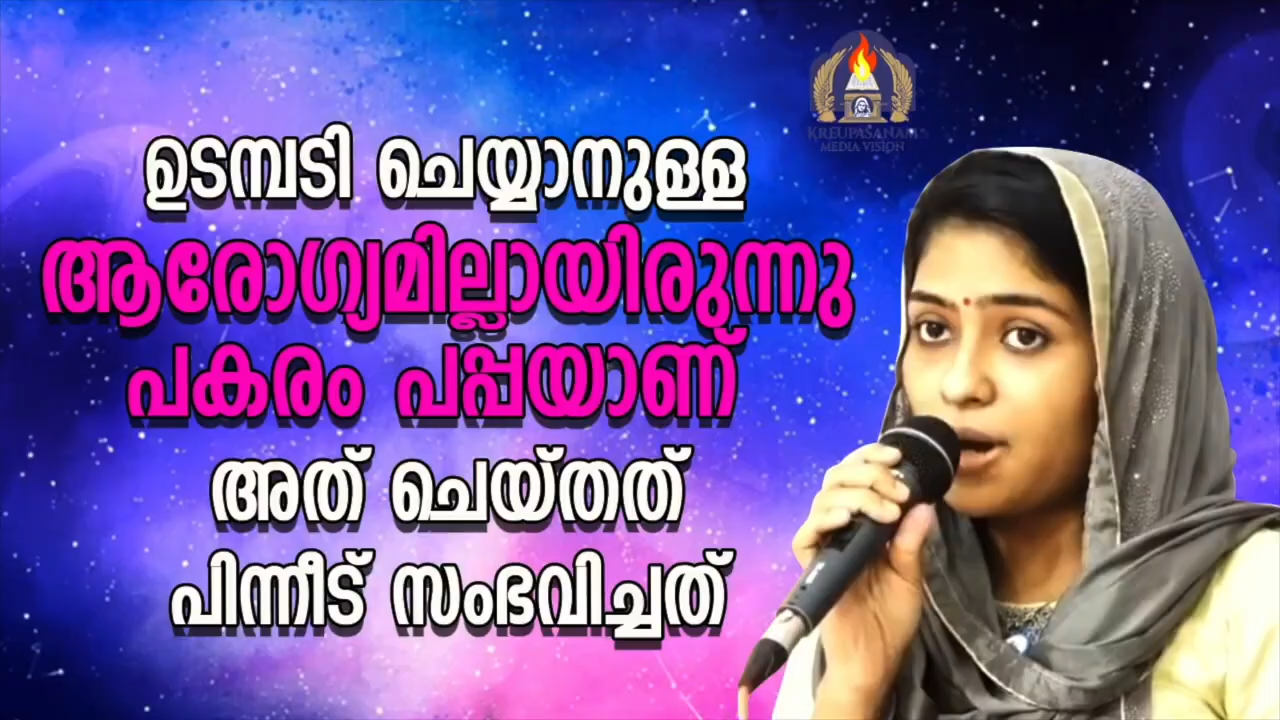 KREUPASANAM
MEDIA VISION
ഉടമ്പടി ചെയ്യാനുള്ള
ആരോഗ്യമില്ലായിരുന്നു
പകരം പപ്പയാണ്
അത് ചെയ്തത്
പിന്നീട് സംഭവിച്ചത്